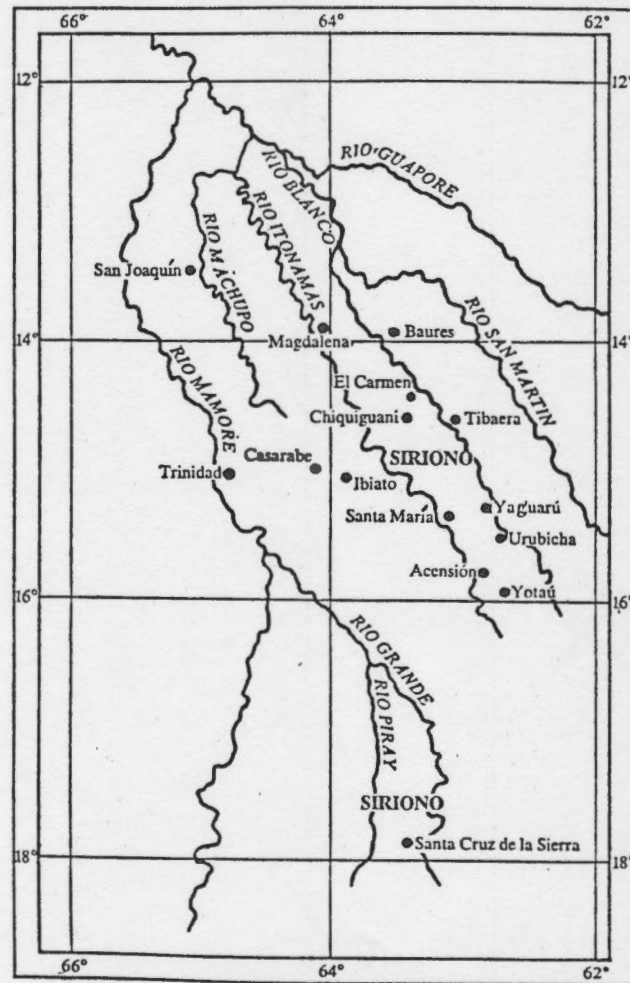 66° 64° 62°
12° 12°
RIO GUAPORE
RIO BLANCO
RIO ITONAMAS
RIO MÁCHUPO
San Joaquín
RIO SAN MARTIN
14° Magdalena Baures 14°
RIO MAMORE
El Carmen
Chiquiguani Tibaera
Casarabe SIRIONO
Trinidad Ibiato
Santa María Yaguarú
Urubicha
Acensión
16° Yotaú 16°
RIO GRANDE
RIO PIRAY
SIRIONO
Santa Cruz de la Sierra
18° 18°
66° 64° 62°